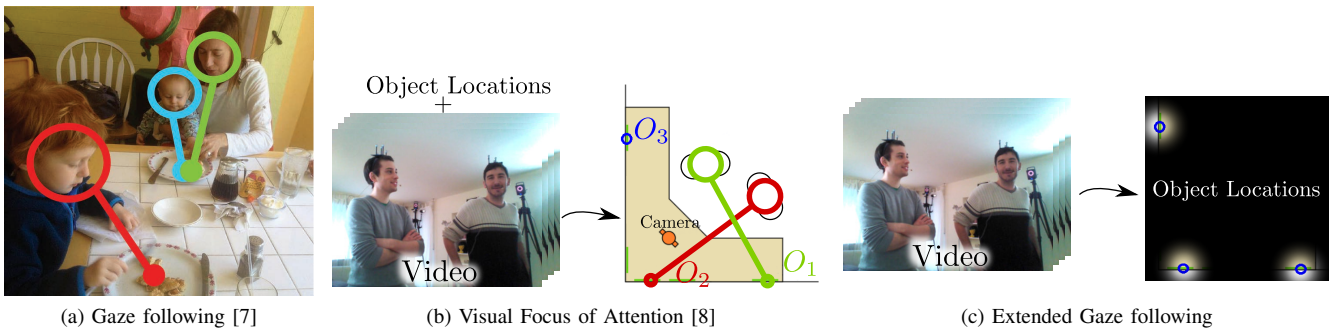 Object Locations
+
O3
Camera
Video
O2
O1
Video
Object Locations
(a) Gaze following [7]
(b) Visual Focus of Attention [8]
(c) Extended Gaze following